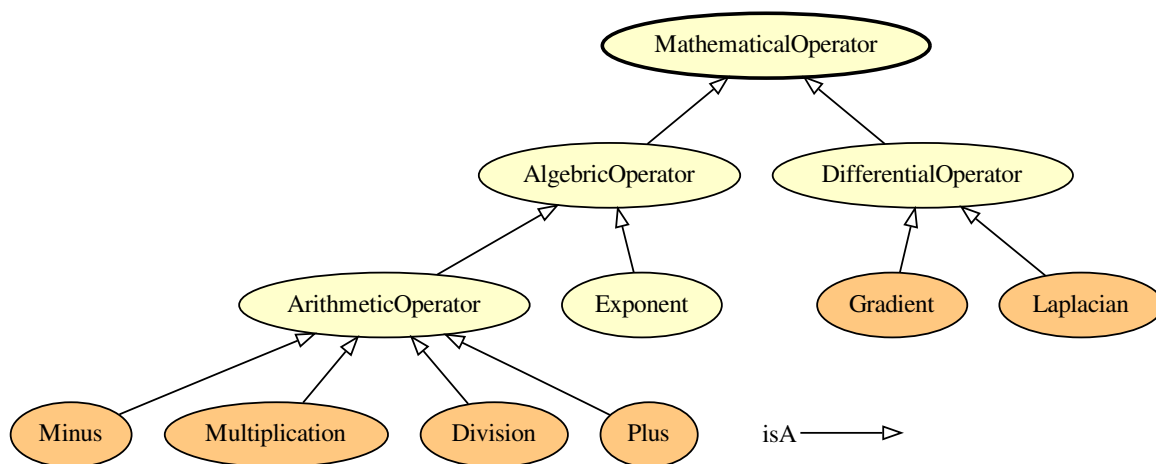 MathematicalOperator
AlgebricOperator
DifferentialOperator
ArithmeticOperator
Exponent
Gradient
Laplacian
Minus
Multiplication
Division
Plus
isA